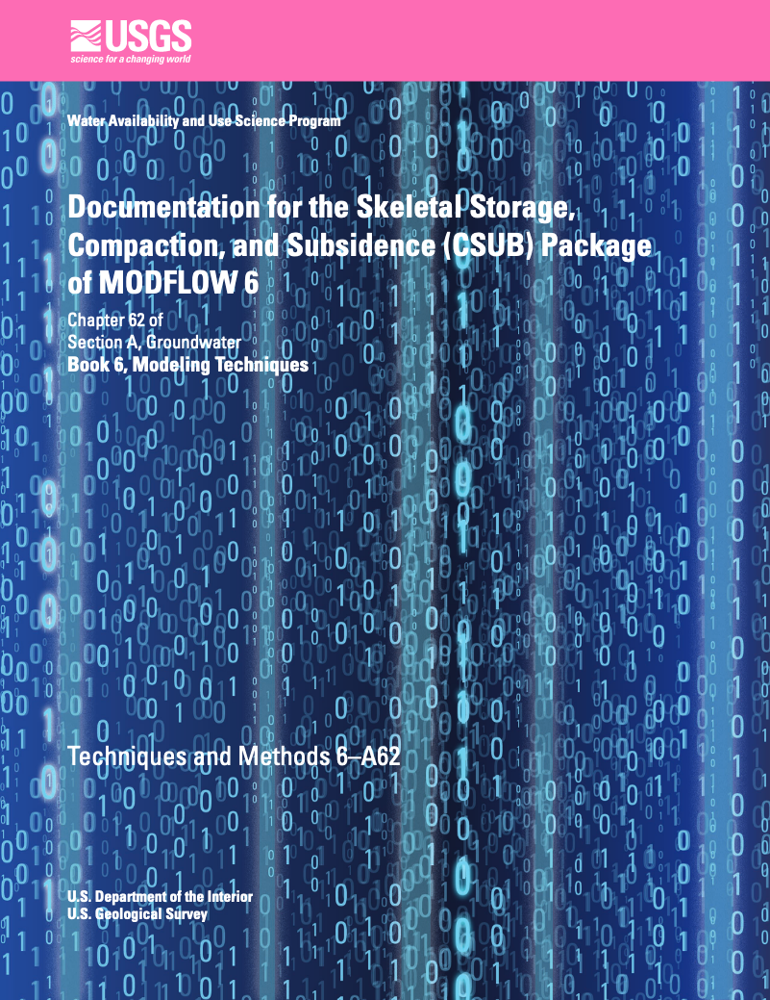 USGS
science for a changing world
Water Availability and Use Science Program
Documentation for the Skeletal Storage,
Compaction, and Subsidence (CSUB) Package
of MODFLOW 6
Chapter 62 of
Section A, Groundwater
Book 6, Modeling Techniques
Techniques and Methods 6–A62
U.S. Department of the Interior
U.S. Geological Survey